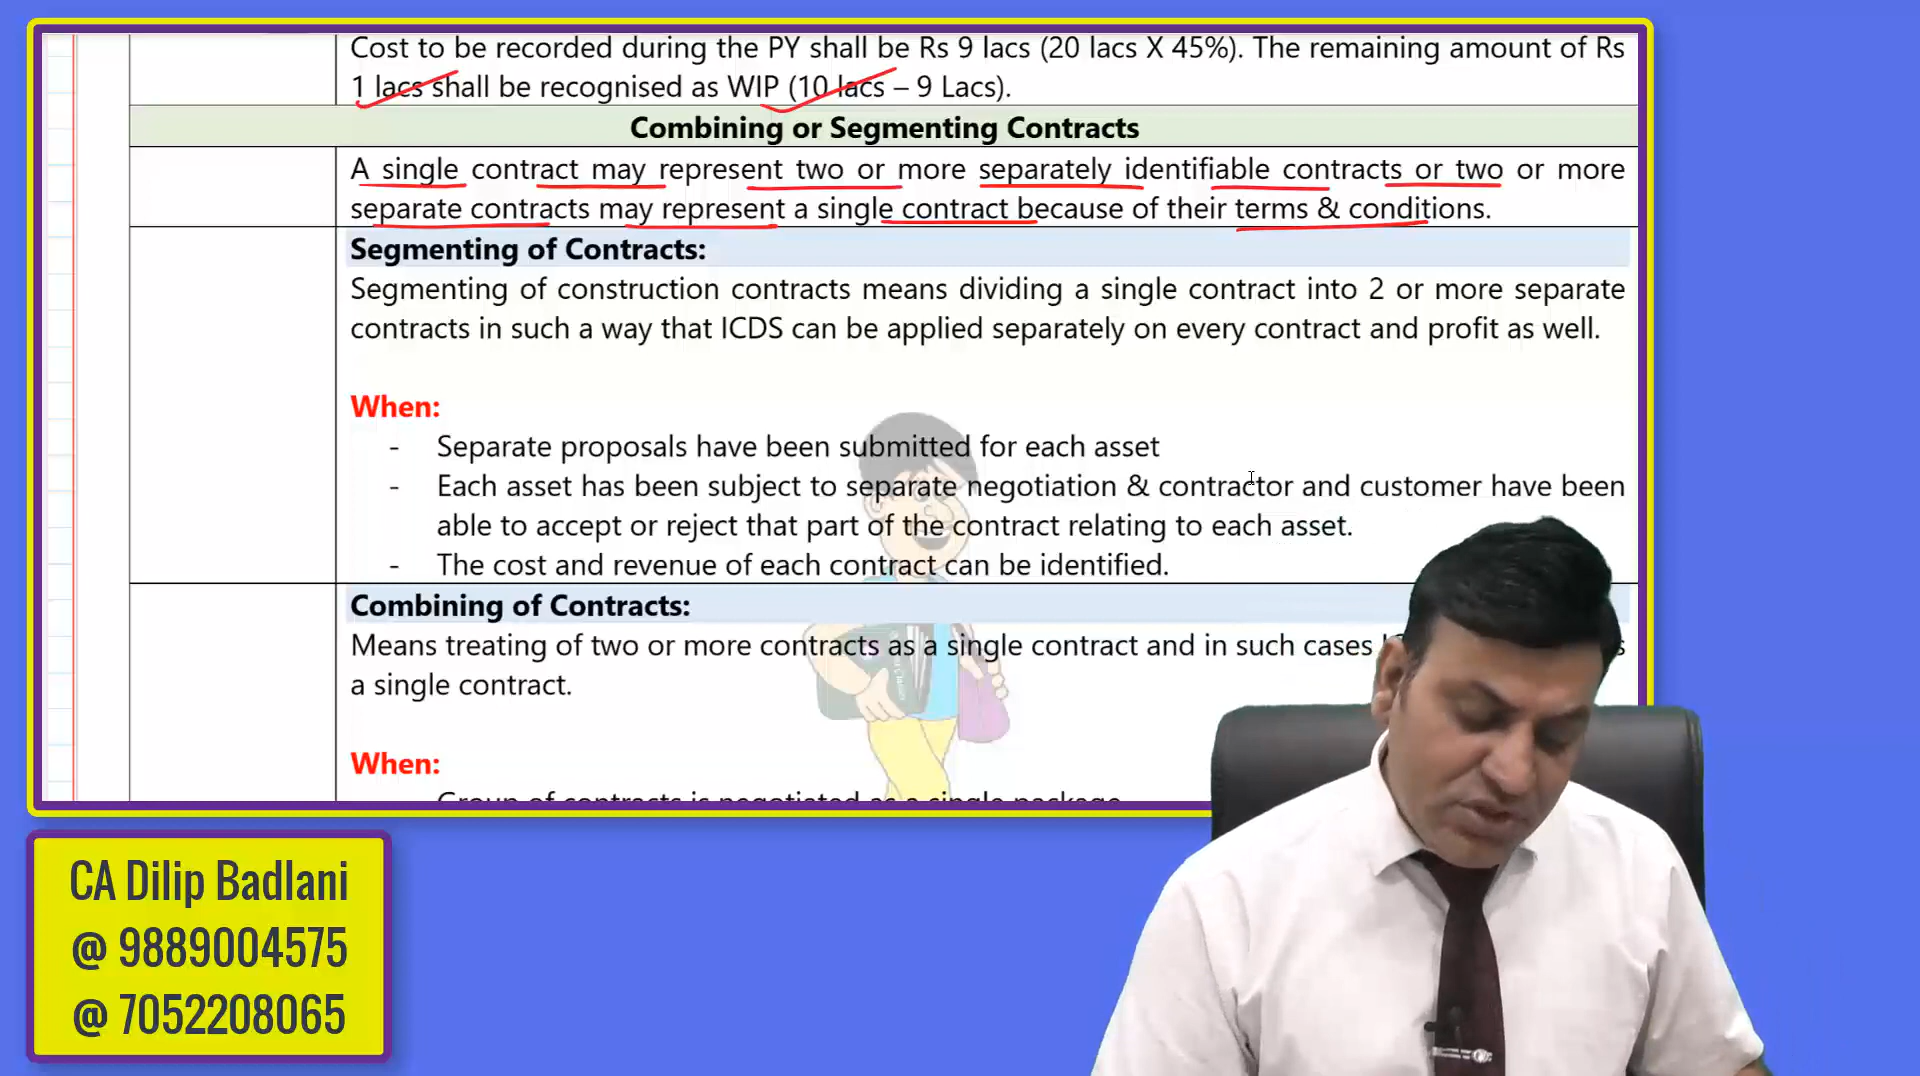 Cost to be recorded during the PY shall be Rs 9 lacs (20 lacs X 45%). The remaining amount of Rs
1 lacs shall be recognised as WIP (10 lacs – 9 Lacs).
Combining or Segmenting Contracts
A single contract may represent two or more separately identifiable contracts or two or more
separate contracts may represent a single contract because of their terms & conditions.
Segmenting of Contracts:
Segmenting of construction contracts means dividing a single contract into 2 or more separate
contracts in such a way that ICDS can be applied separately on every contract and profit as well.
When:
- Separate proposals have been submitted for each asset
- Each asset has been subject to separate negotiation & contractor and customer have been
able to accept or reject that part of the contract relating to each asset.
- The cost and revenue of each contract can be identified.
Combining of Contracts:
Means treating of two or more contracts as a single contract and in such cases
a single contract.
When:
Group of contracts is negotiated as a single package
CA Dilip Badlani
@ 9889004575
@ 7052208065